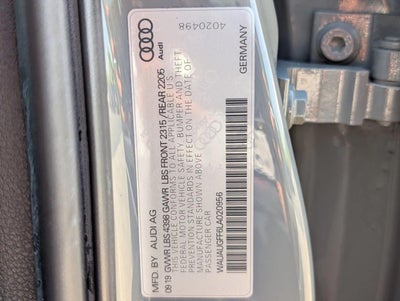 MFD. BY AUDI AG
09 19 GVWR LBS 4398 GAWR LBS FRONT 2315 /REAR 2205
THIS VEHICLE CONFORMS TO ALL APPLICABLE U.S.
FEDERAL MOTOR VEHICLE SAFETY, BUMPER AND THEFT
PREVENTION STANDARDS IN EFFECT ON THE DATE OF
MANUFACTURE SHOWN ABOVE
PASSENGER CAR
WAUAUGFF6LA020956
GERMANY
Audi
4020498